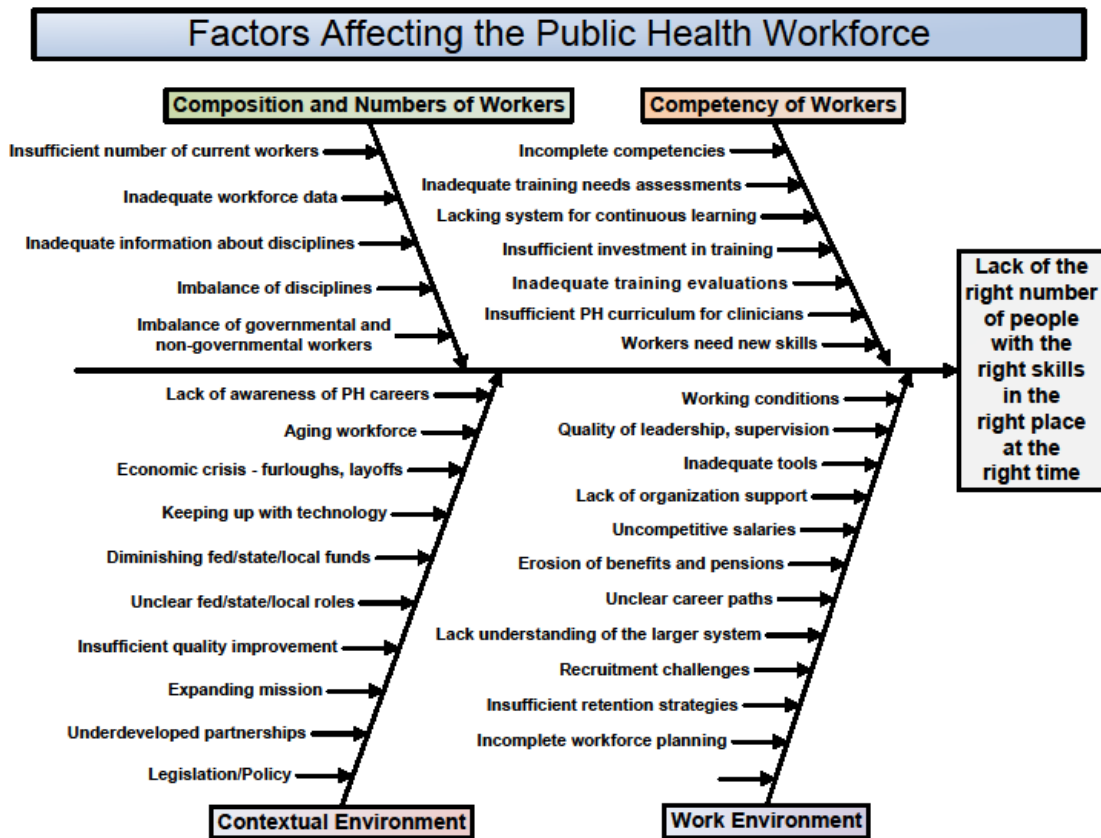 Factors Affecting the Public Health Workforce
Composition and Numbers of Workers
Insufficient number of current workers
Inadequate workforce data
Inadequate information about disciplines
Imbalance of disciplines
Imbalance of governmental and
non-governmental workers
Competency of Workers
Incomplete competencies
Inadequate training needs assessments
Lacking system for continuous learning
Insufficient investment in training
Inadequate training evaluations
Insufficient PH curriculum for clinicians
Workers need new skills
Lack of the
right number
of people
with the
right skills
in the
right place
at the
right time
Lack of awareness of PH careers
Aging workforce
Economic crisis - furloughs, layoffs
Keeping up with technology
Diminishing fed/state/local funds
Unclear fed/state/local roles
Insufficient quality improvement
Expanding mission
Underdeveloped partnerships
Legislation/Policy
Contextual Environment
Working conditions
Quality of leadership, supervision
Inadequate tools
Lack of organization support
Uncompetitive salaries
Erosion of benefits and pensions
Unclear career paths
Lack understanding of the larger system
Recruitment challenges
Insufficient retention strategies
Incomplete workforce planning
Work Environment